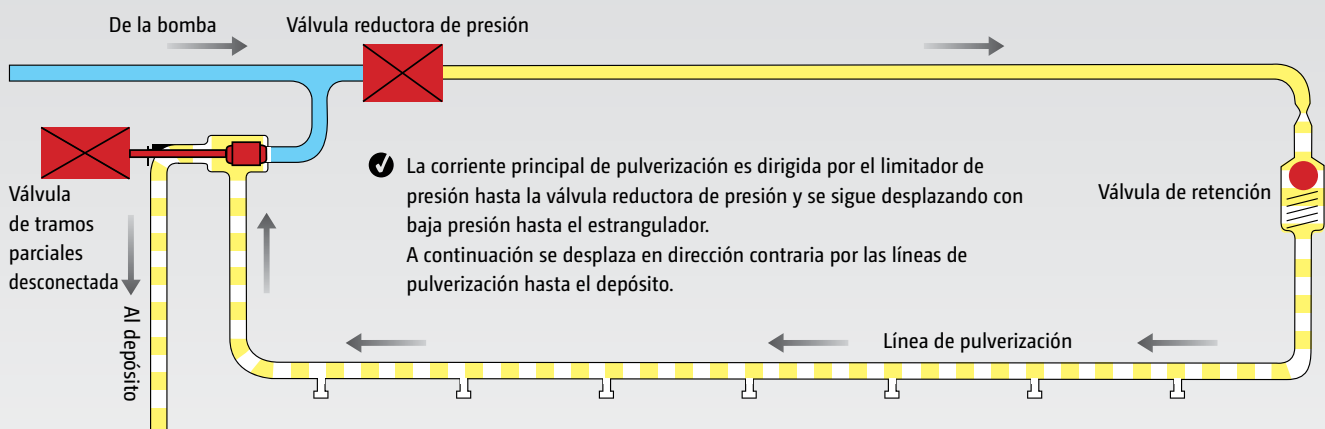 De la bomba
Válvula reductora de presión
La corriente principal de pulverización es dirigida por el limitador de
presión hasta la válvula reductora de presión y se sigue desplazando con
baja presión hasta el estrangulador.
A continuación se desplaza en dirección contraria por las líneas de
pulverización hasta el depósito.
Válvula de retención
Válvula
de tramos
parciales
desconectada
Al depósito
Línea de pulverización